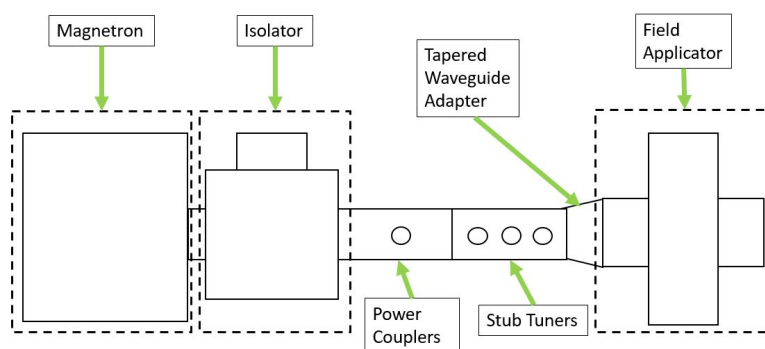 Magnetron
Isolator
Tapered
Waveguide
Adapter
Field
Applicator
Power
Couplers
Stub Tuners